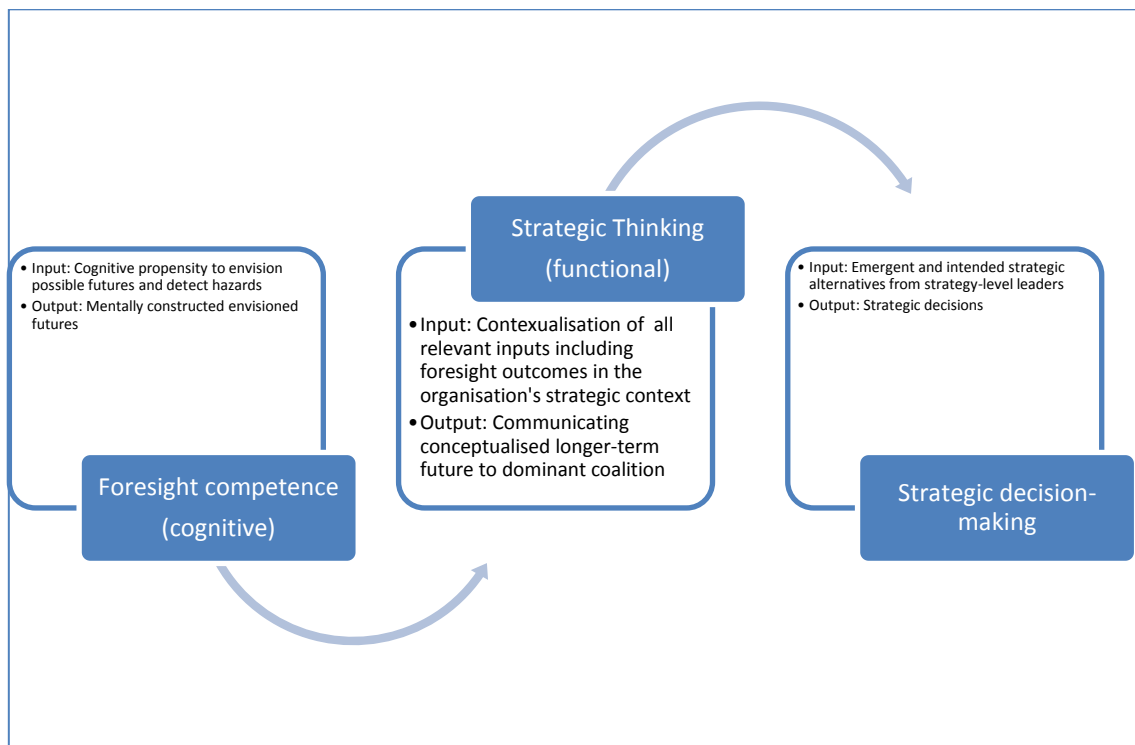 • Input: Cognitive propensity to envision
possible futures and detect hazards
• Output: Mentally constructed envisioned
futures
Foresight competence
(cognitive)
Strategic Thinking
(functional)
• Input: Contexualisation of all
relevant inputs including
foresight outcomes in the
organisation's strategic context
• Output: Communicating
conceptualised longer-term
future to dominant coalition
• Input: Emergent and intended strategic
alternatives from strategy-level leaders
• Output: Strategic decisions
Strategic decision-
making